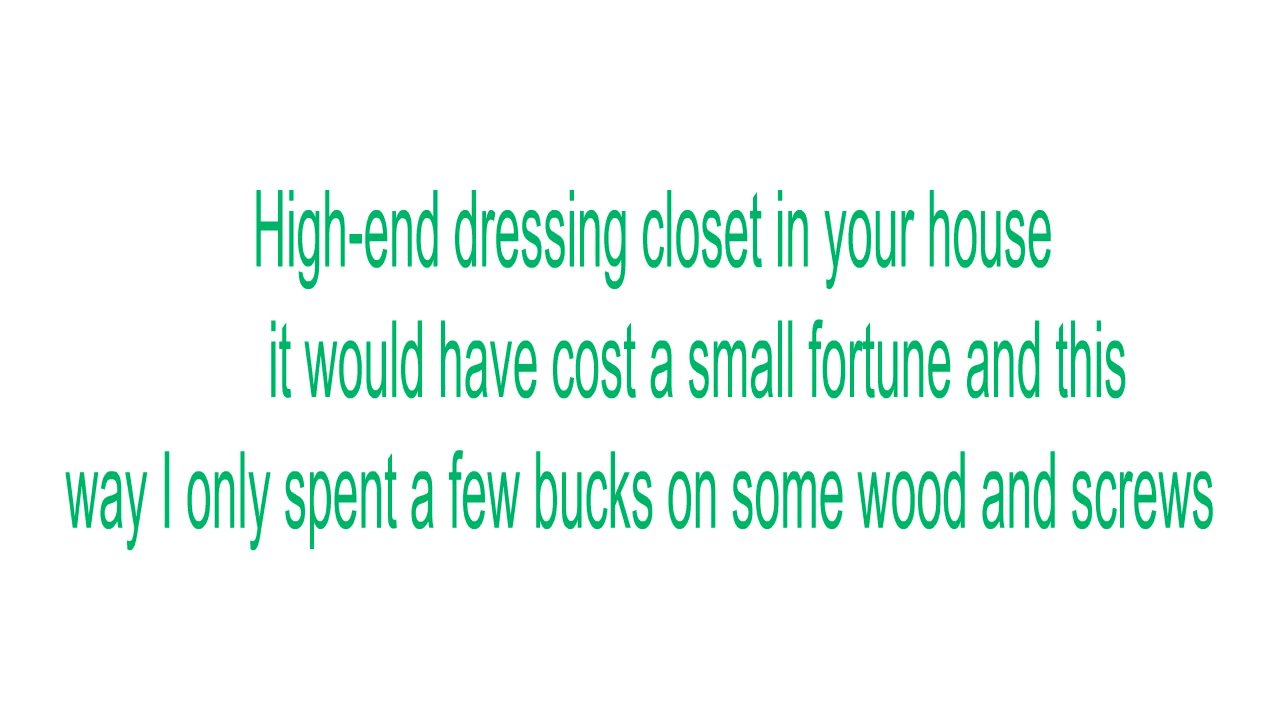 High-end dressing closet in your house
it would have cost a small fortune and this
way I only spent a few bucks on some wood and screws